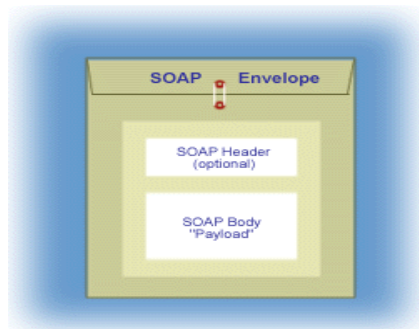 SOAP Envelope
SOAP Header
(optional)
SOAP Body
"Payload"